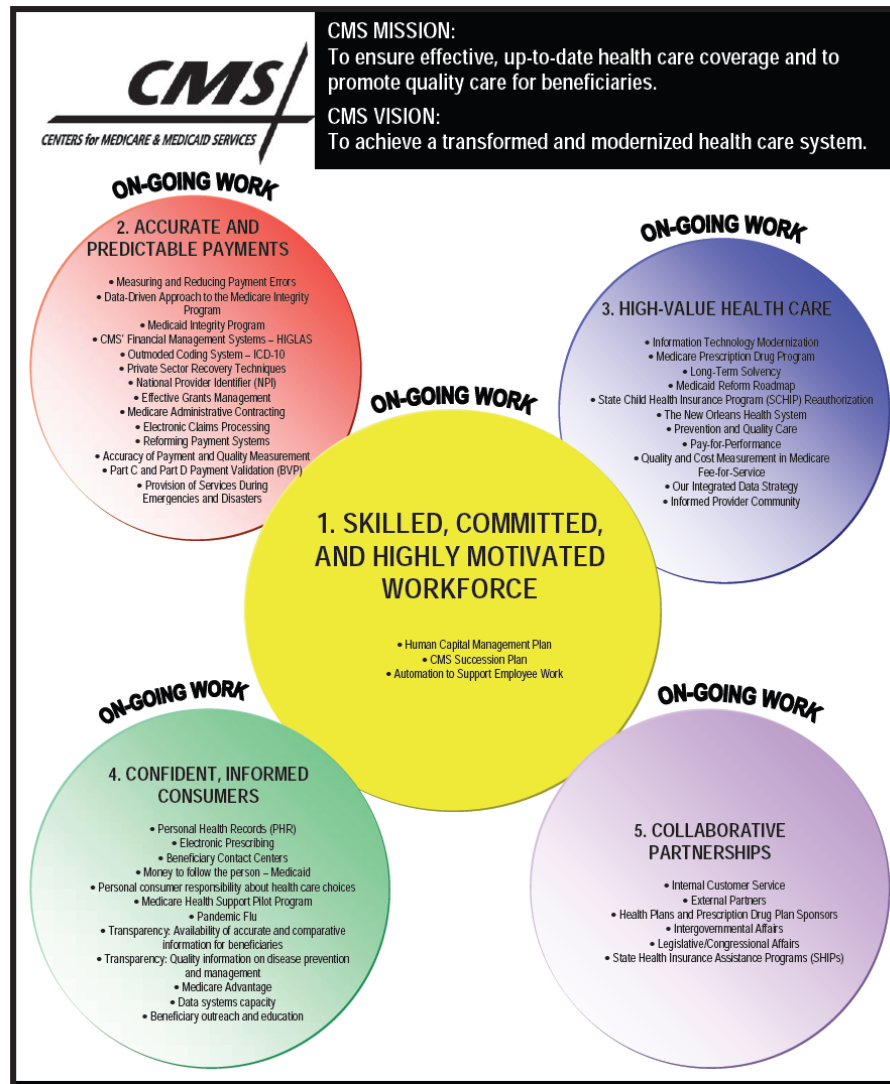 CMS
CENTERS for MEDICARE & MEDICAID SERVICES
CMS MISSION:
To ensure effective, up-to-date health care coverage and to
promote quality care for beneficiaries.
CMS VISION:
To achieve a transformed and modernized health care system.
ON-GOING WORK
2. ACCURATE AND
PREDICTABLE PAYMENTS
• Measuring and Reducing Payment Errors
• Data-Driven Approach to the Medicare Integrity
Program
• Medicaid Integrity Program
• CMS' Financial Management Systems – HIGLAS
• Outmoded Coding System – ICD-10
• Private Sector Recovery Techniques
• National Provider Identifier (NPI)
• Effective Grants Management
• Medicare Administrative Contracting
• Electronic Claims Processing
• Reforming Payment Systems
• Accuracy of Payment and Quality Measurement
• Part C and Part D Payment Validation (BVP)
• Provision of Services During
Emergencies and Disasters
ON-GOING WORK
3. HIGH-VALUE HEALTH CARE
• Information Technology Modernization
• Medicare Prescription Drug Program
• Long-Term Solvency
• Medicaid Reform Roadmap
• State Child Health Insurance Program (SCHIP) Reauthorization
• The New Orleans Health System
• Prevention and Quality Care
• Pay-for-Performance
• Quality and Cost Measurement in Medicare
Fee-for-Service
• Our Integrated Data Strategy
• Informed Provider Community
ON-GOING WORK
1. SKILLED, COMMITTED,
AND HIGHLY MOTIVATED
WORKFORCE
• Human Capital Management Plan
• CMS Succession Plan
• Automation to Support Employee Work
ON-GOING WORK
4. CONFIDENT, INFORMED
CONSUMERS
• Personal Health Records (PHR)
• Electronic Prescribing
• Beneficiary Contact Centers
• Money to follow the person – Medicaid
• Personal consumer responsibility about health care choices
• Medicare Health Support Pilot Program
• Pandemic Flu
• Transparency: Availability of accurate and comparative
information for beneficiaries
• Transparency: Quality information on disease prevention
and management
• Medicare Advantage
• Data systems capacity
• Beneficiary outreach and education
ON-GOING WORK
5. COLLABORATIVE
PARTNERSHIPS
• Internal Customer Service
• External Partners
• Health Plans and Prescription Drug Plan Sponsors
• Intergovernmental Affairs
• Legislative/Congressional Affairs
• State Health Insurance Assistance Programs (SHIPs)